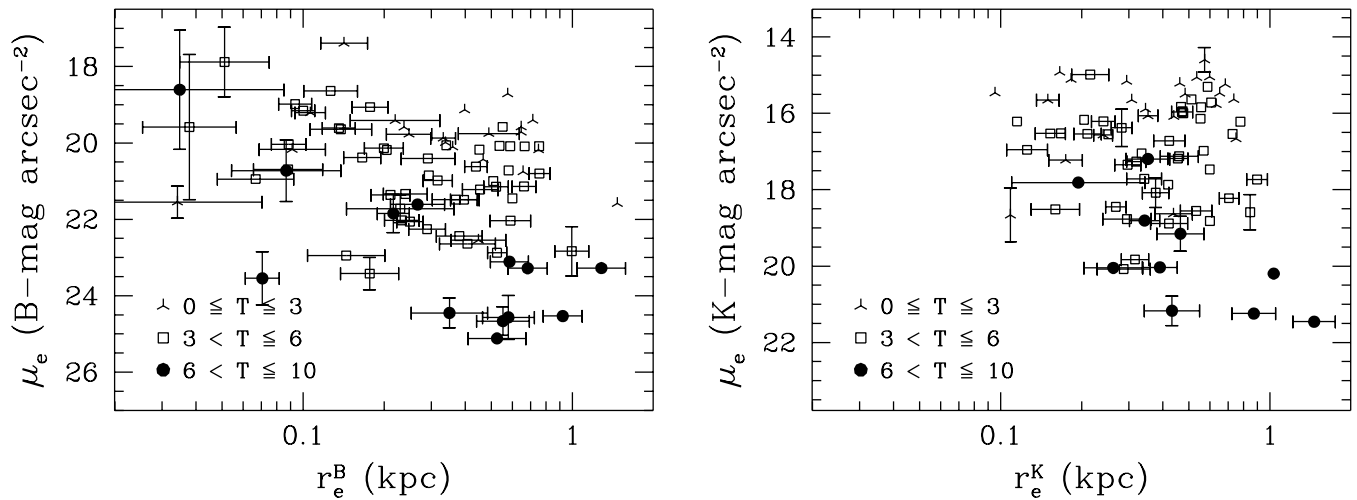 μe (B−mag arcsec−2)
18
20
22
24
26
0 ≦ T ≦ 3
3 < T ≦ 6
6 < T ≦ 10
0.1
1
reB (kpc)
μe (K−mag arcsec−2)
14
16
18
20
22
0 ≦ T ≦ 3
3 < T ≦ 6
6 < T ≦ 10
0.1
1
reK (kpc)